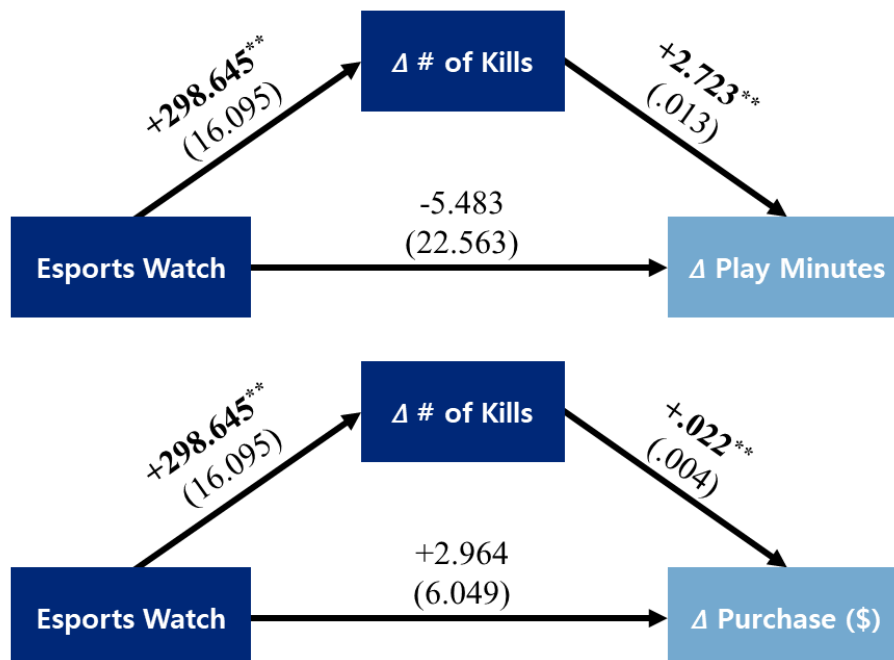 Δ # of Kills
+298.645**
(16.095)
+2.723**
(.013)
-5.483
(22.563)
Esports Watch
Δ Play Minutes
Δ # of Kills
+298.645**
(16.095)
+.022**
(.004)
+2.964
(6.049)
Esports Watch
Δ Purchase ($)